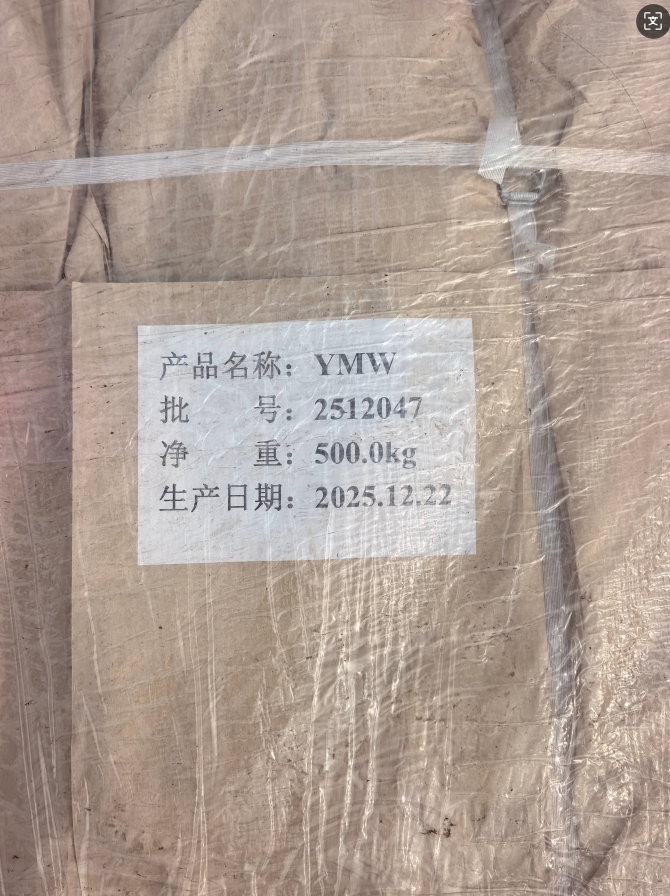 产品名称：YMW
批　　号：2512047
净　　重：500.0kg
生产日期：2025.12.22